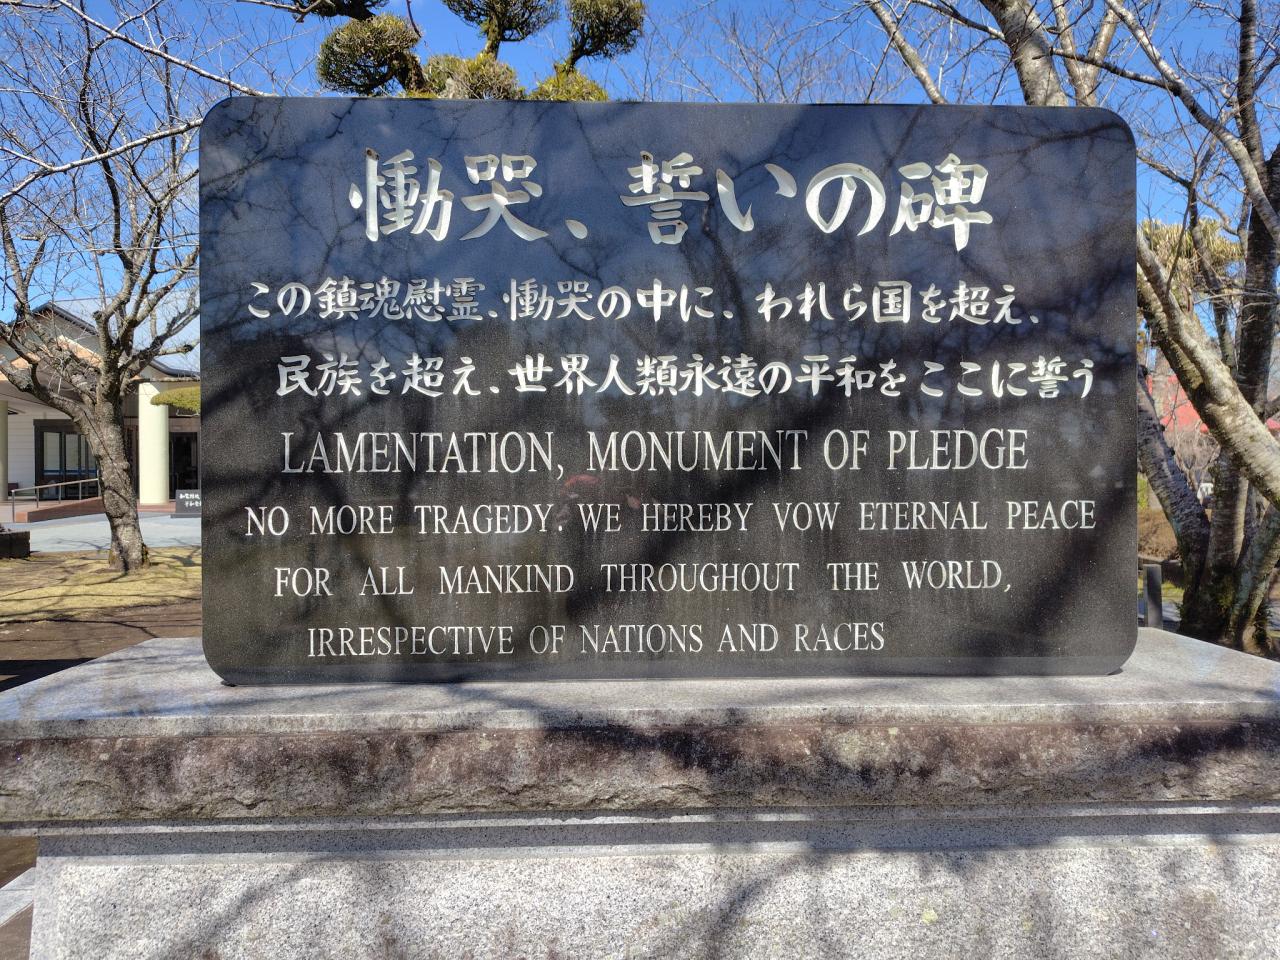 慟哭、誓いの碑
この鎮魂慰霊、慟哭の中に、われら国を超え、
民族を超え、世界人類永遠の平和をここに誓う
LAMENTATION, MONUMENT OF PLEDGE
NO MORE TRAGEDY. WE HEREBY VOW ETERNAL PEACE
FOR ALL MANKIND THROUGHOUT THE WORLD,
IRRESPECTIVE OF NATIONS AND RACES